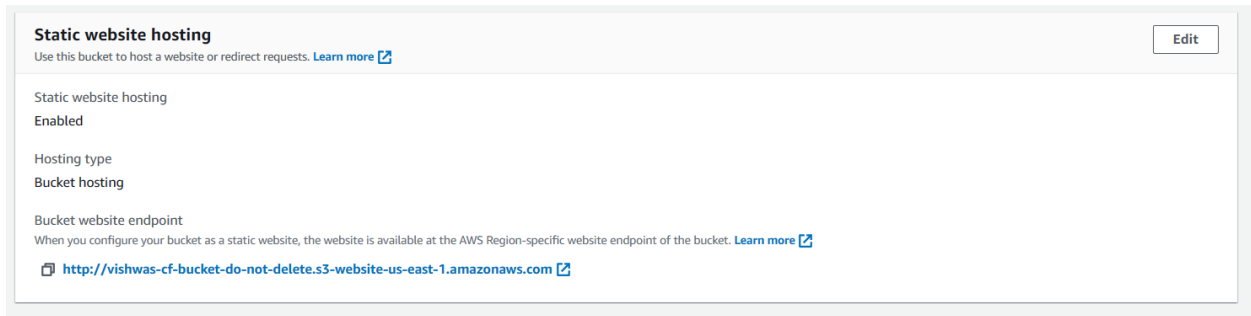 Static website hosting
Edit
Use this bucket to host a website or redirect requests. Learn more
Static website hosting
Enabled
Hosting type
Bucket hosting
Bucket website endpoint
When you configure your bucket as a static website, the website is available at the AWS Region-specific website endpoint of the bucket. Learn more
http://vishwas-cf-bucket-do-not-delete.s3-website-us-east-1.amazonaws.com